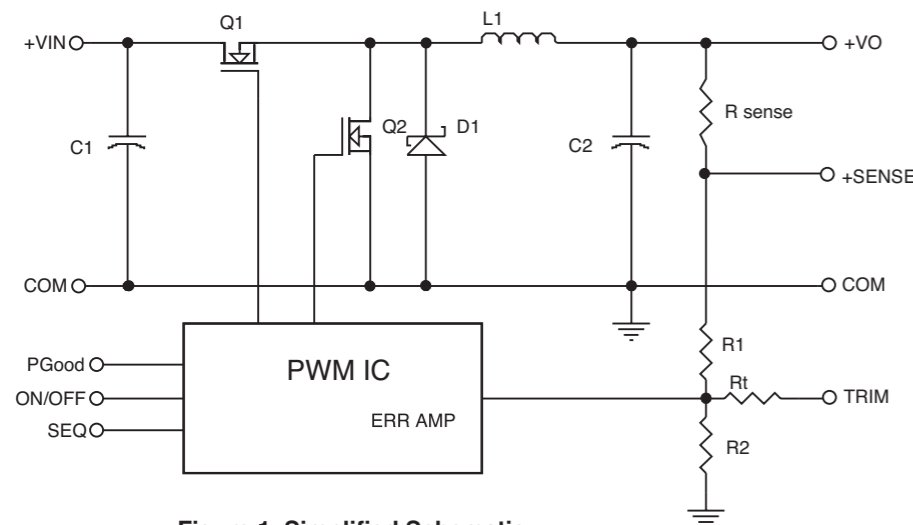 Q1
L1
+VIN
+VO
R sense
C1
Q2
D1
C2
+SENSE
COM
COM
R1
PGood
PWM IC
Rt
ON/OFF
TRIM
ERR AMP
SEQ
R2
Figure 1. Simplified Schematic